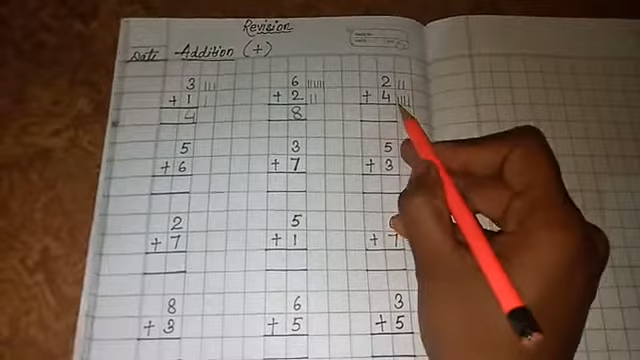 Revision
Date Addition (+)
3 6 2
+ 1 + 2 + 4
4 8
5 3 5
+ 6 + 7 + 3
2 5
+ 7 + 1 + 7
8 6 3
+ 3 + 5 + 5